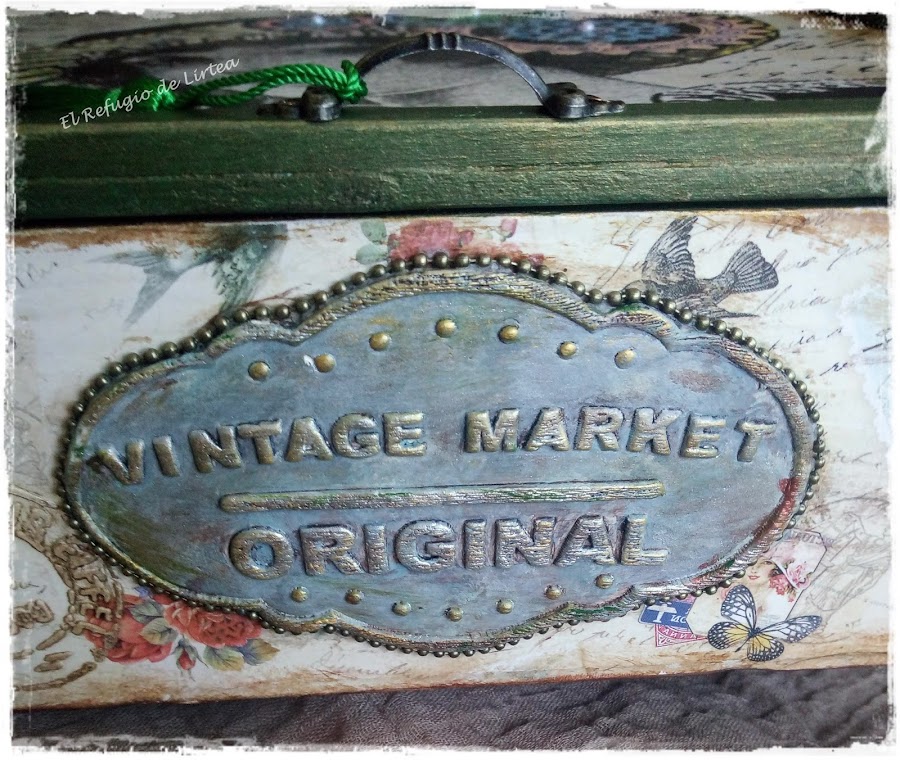 El Refugio de Lirtea
VINTAGE MARKET
ORIGINAL